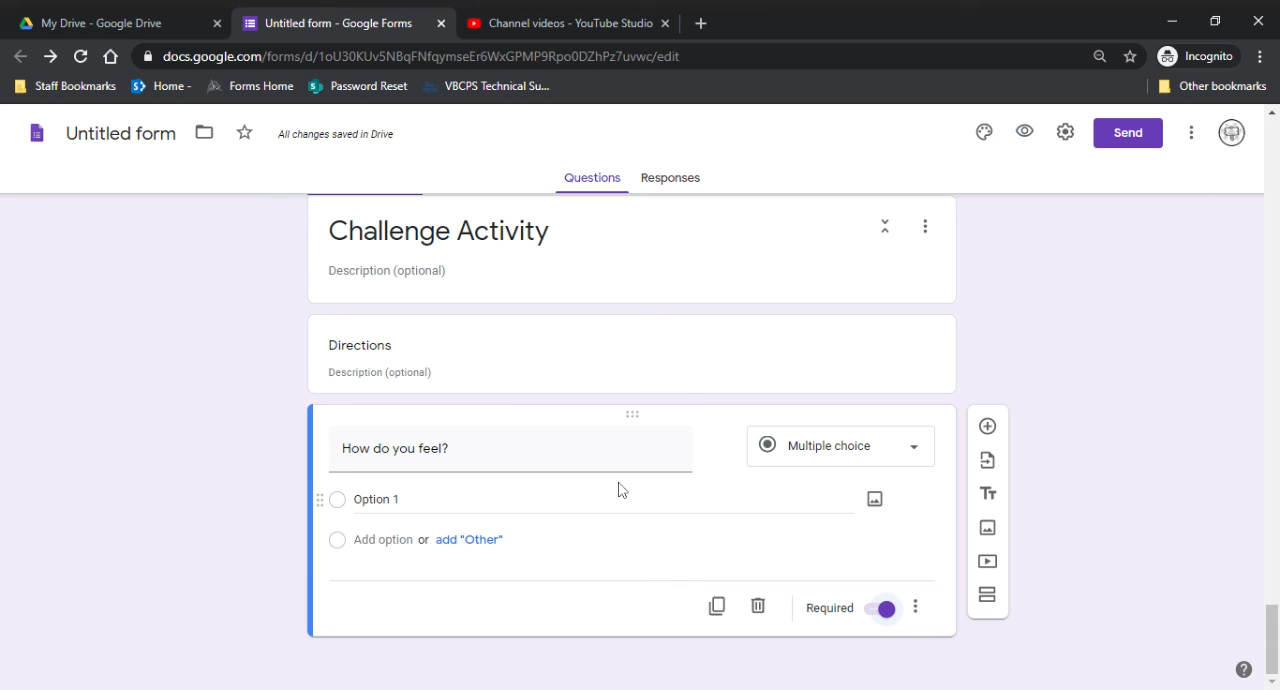 My Drive - Google Drive
Untitled form - Google Forms
Channel videos - YouTube Studio
docs.google.com/forms/d/1oU30KUv5NBqFNfqymseEr6WxGPMP9Rpo0DZhPz7uvwc/edit
Incognito
Staff Bookmarks
Home -
Forms Home
Password Reset
VBCPS Technical Su...
Other bookmarks
Untitled form
All changes saved in Drive
Send
Questions
Responses
Challenge Activity
Description (optional)
Directions
Description (optional)
How do you feel?
Multiple choice
Option 1
Add option or add "Other"
Tт
Required